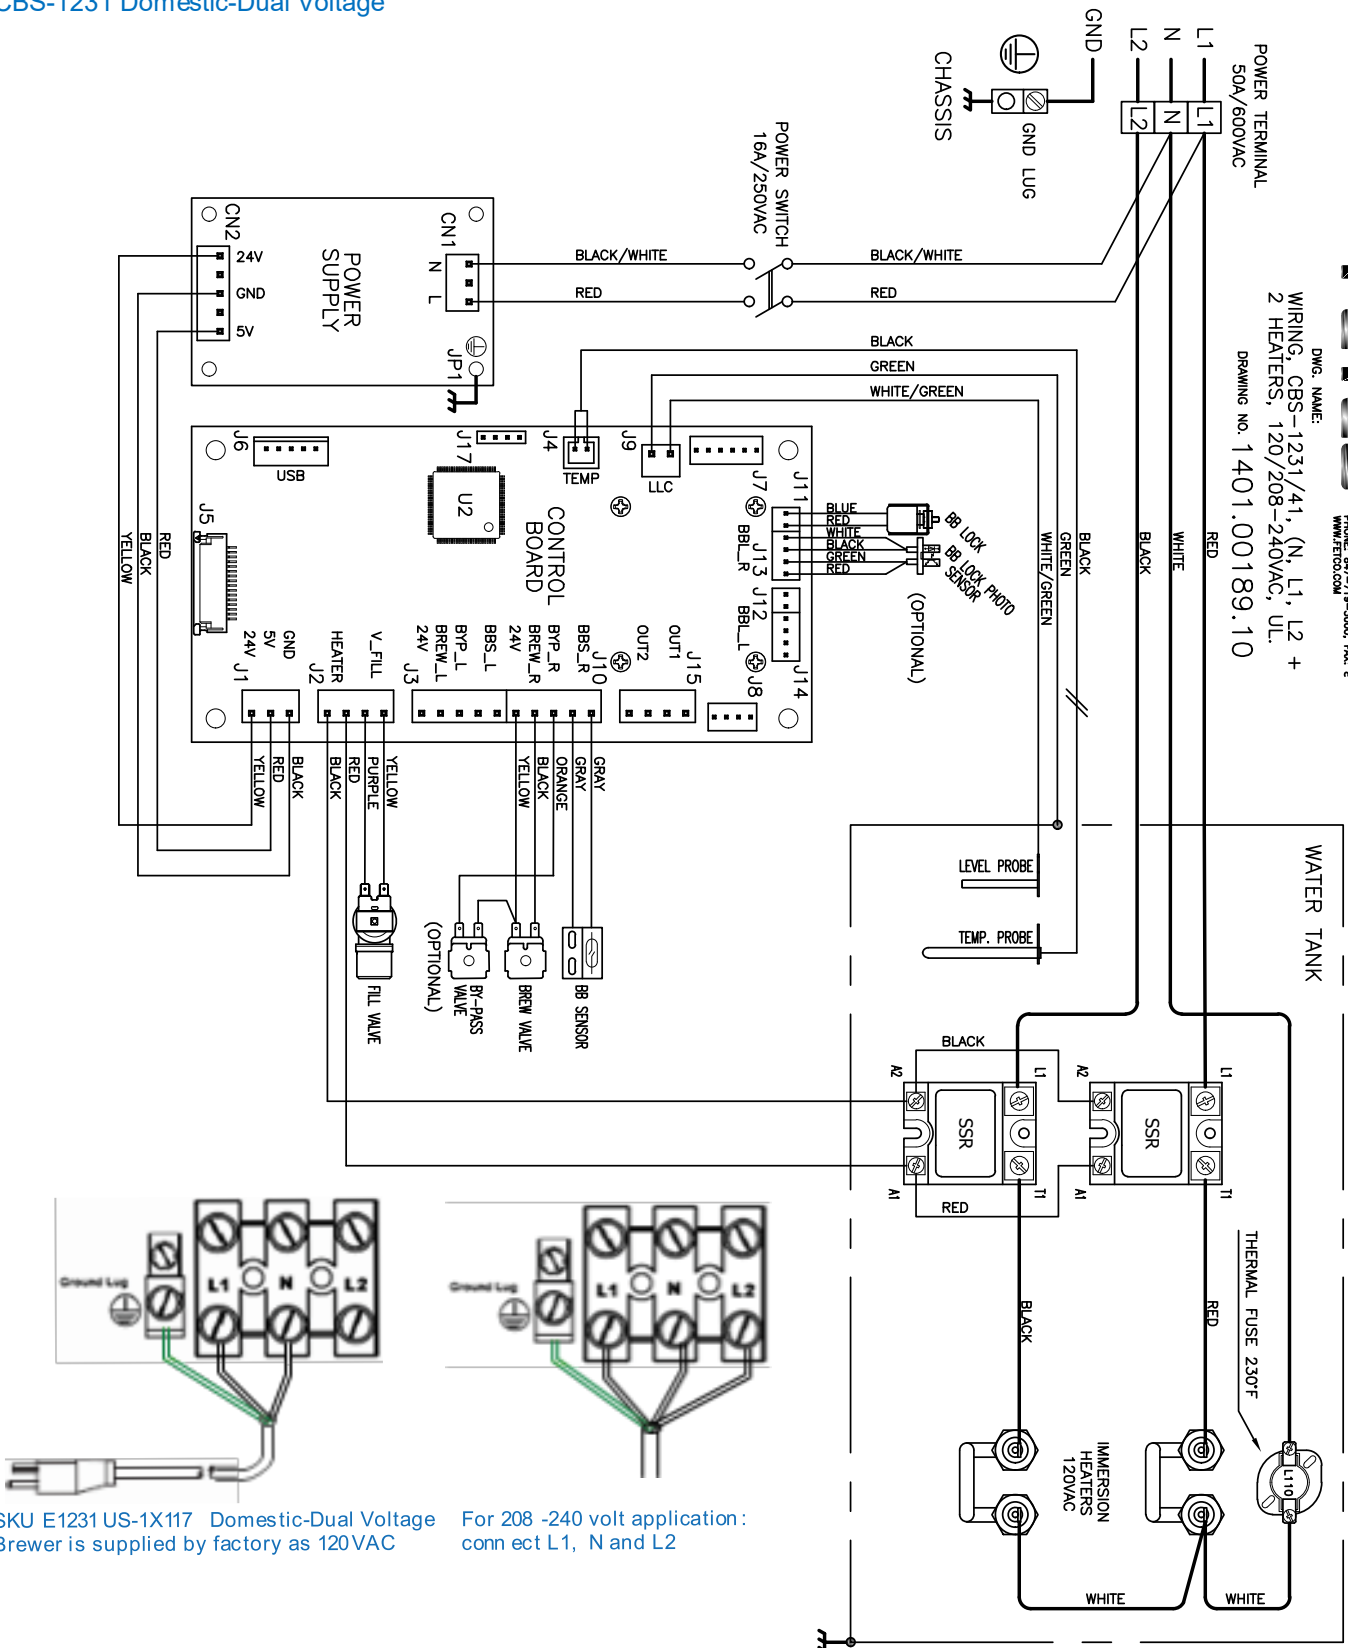 CBS-1231 Domestic-Dual Voltage
GND
L2
N
L1
POWER TERMINAL
50A/600VAC
L2
N
L1
CHASSIS
GND LUG
WWW.FETCO.COM
DWG. NAME:
WIRING, CBS-1231/41, (N, L1, L2 +
2 HEATERS, 120/208-240VAC, UL.
DRAWING NO. 1401.00189.10
POWER SWITCH
16A/250VAC
BLACK/WHITE
RED
BLACK/WHITE
RED
CN2
24V
GND
5V
POWER
SUPPLY
CN1
N
L
JP1
BLACK
GREEN
WHITE/GREEN
J6
USB
J17
J4
TEMP
J9
LLC
J7
U2
CONTROL
BOARD
J5
J11
BBL_R
J13
J12
BBL_L
J14
J8
BLUE
RED
WHITE
BLACK
GREEN
RED
BB LOCK
BB LOCK PHOTO
SENSOR
(OPTIONAL)
WHITE/GREEN
GREEN
BLACK
BLACK
WHITE
RED
YELLOW
BLACK
RED
24V
5V
GND
J1
HEATER
V_FILL
J2
24V
BREW_L
BYP_L
BBS_L
J3
24V
BREW_R
BYP_R
BBS_R
J10
OUT2
OUT1
J15
YELLOW
RED
BLACK
BLACK
RED
PURPLE
YELLOW
YELLOW
BLACK
ORANGE
GRAY
GRAY
FILL VALVE
(OPTIONAL)
BY-PASS
VALVE
BREW VALVE
BB SENSOR
WATER TANK
LEVEL PROBE
TEMP. PROBE
BLACK
A2
L1
SSR
A1
T1
A2
L1
SSR
A1
T1
RED
BLACK
RED
THERMAL FUSE 230°F
IMMERSION
HEATERS
120VAC
L110
WHITE
WHITE
Ground Lug
L1
N
L2
Ground Lug
L1
N
L2
SKU E1231US-1X117 Domestic-Dual Voltage
Brewer is supplied by factory as 120VAC
For 208 -240 volt application:
conn ect L1, N and L2